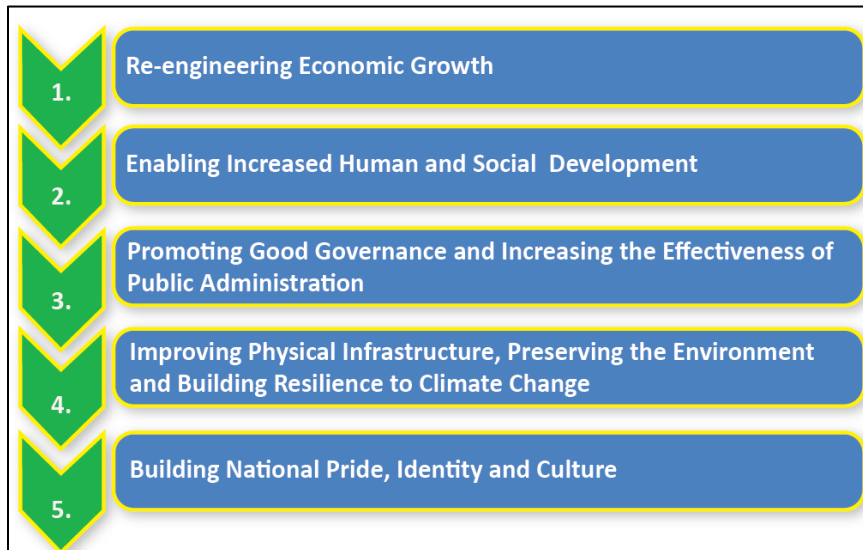 1.
Re-engineering Economic Growth
2.
Enabling Increased Human and Social Development
3.
Promoting Good Governance and Increasing the Effectiveness of
Public Administration
4.
Improving Physical Infrastructure, Preserving the Environment
and Building Resilience to Climate Change
5.
Building National Pride, Identity and Culture